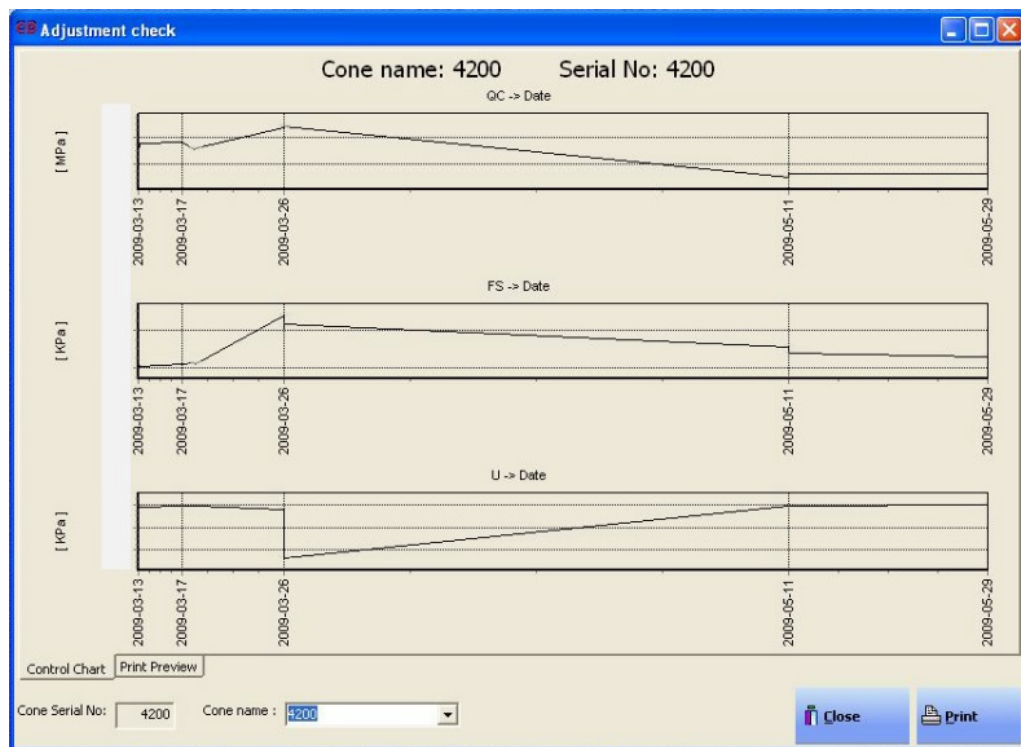 Adjustment check
Cone name: 4200 Serial No: 4200
QC -> Date
[ MPa ]
2009-03-13
2009-03-17
2009-03-26
2009-05-11
2009-05-29
FS -> Date
[ KPa ]
2009-03-13
2009-03-17
2009-03-26
2009-05-11
2009-05-29
U -> Date
[ KPa ]
2009-03-13
2009-03-17
2009-03-26
2009-05-11
2009-05-29
Control Chart Print Preview
Cone Serial No: 4200 Cone name : 4200 Close Print